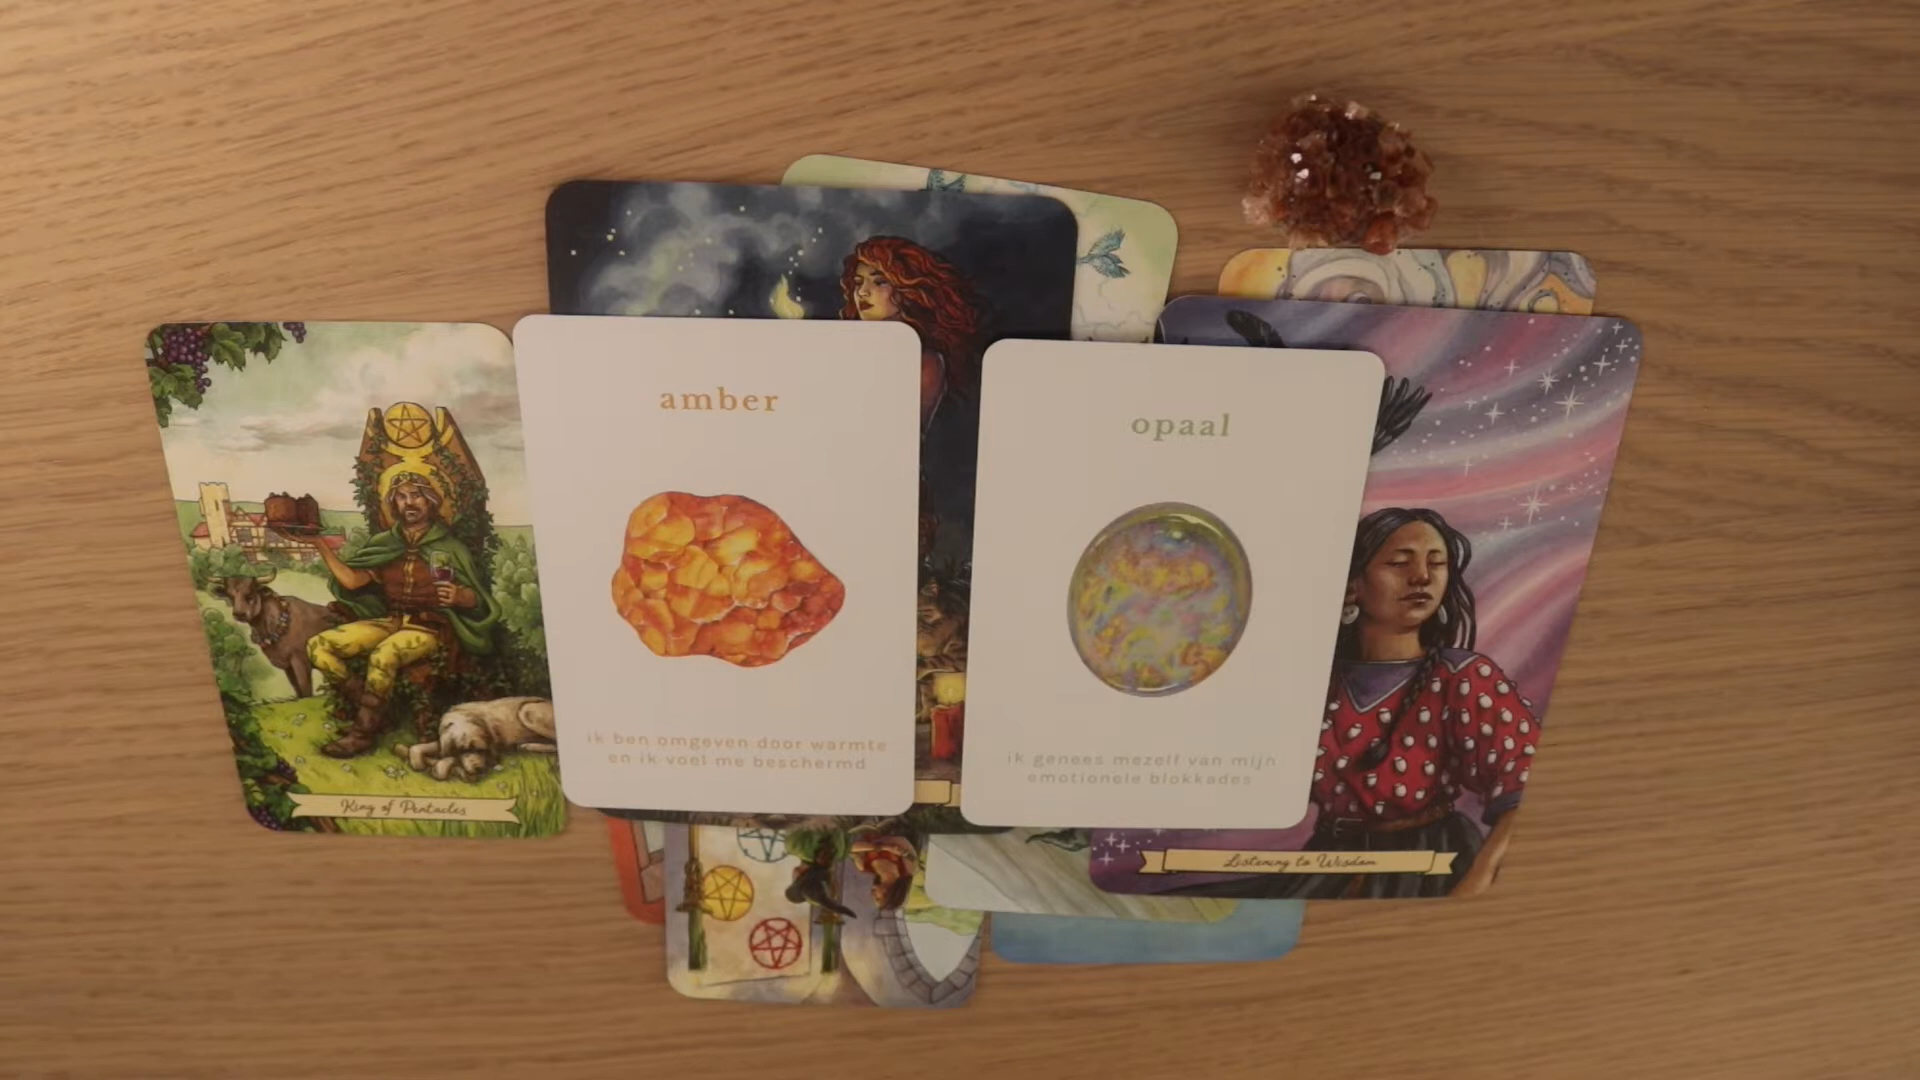 amber
ik ben omgeven door warmte
en ik voel me beschermd
opaal
ik genees mezelf van mijn
emotionele blokkades
King of Pentacles
Listening to Wisdom